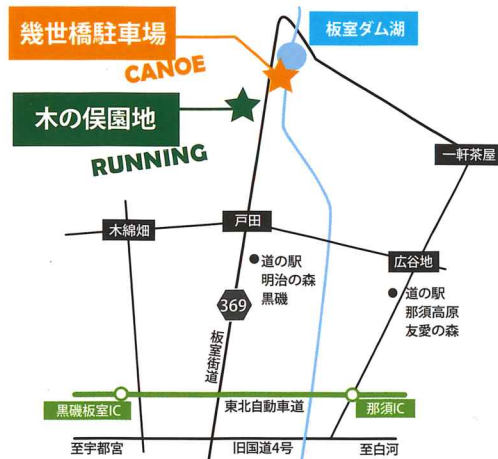 幾世橋駐車場
板室ダム湖
CANOE
木の俣園地
RUNNING
一軒茶屋
木綿畑
戸田
広谷地
道の駅
明治の森
黒磯
道の駅
那須高原
友愛の森
369
板室街道
黒磯板室IC
東北自動車道
那須IC
至宇都宮
旧国道4号
至白河